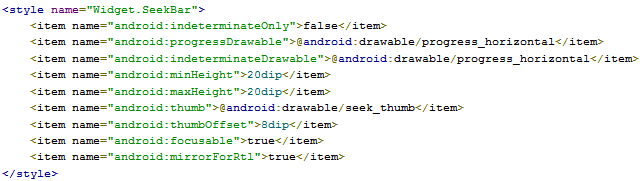 <style name="Widget.SeekBar">
    <item name="android:indeterminateOnly">false</item>
    <item name="android:progressDrawable">@android:drawable/progress_horizontal</item>
    <item name="android:indeterminateDrawable">@android:drawable/progress_horizontal</item>
    <item name="android:minHeight">20dip</item>
    <item name="android:maxHeight">20dip</item>
    <item name="android:thumb">@android:drawable/seek_thumb</item>
    <item name="android:thumbOffset">8dip</item>
    <item name="android:focusable">true</item>
    <item name="android:mirrorForRtl">true</item>
</style>